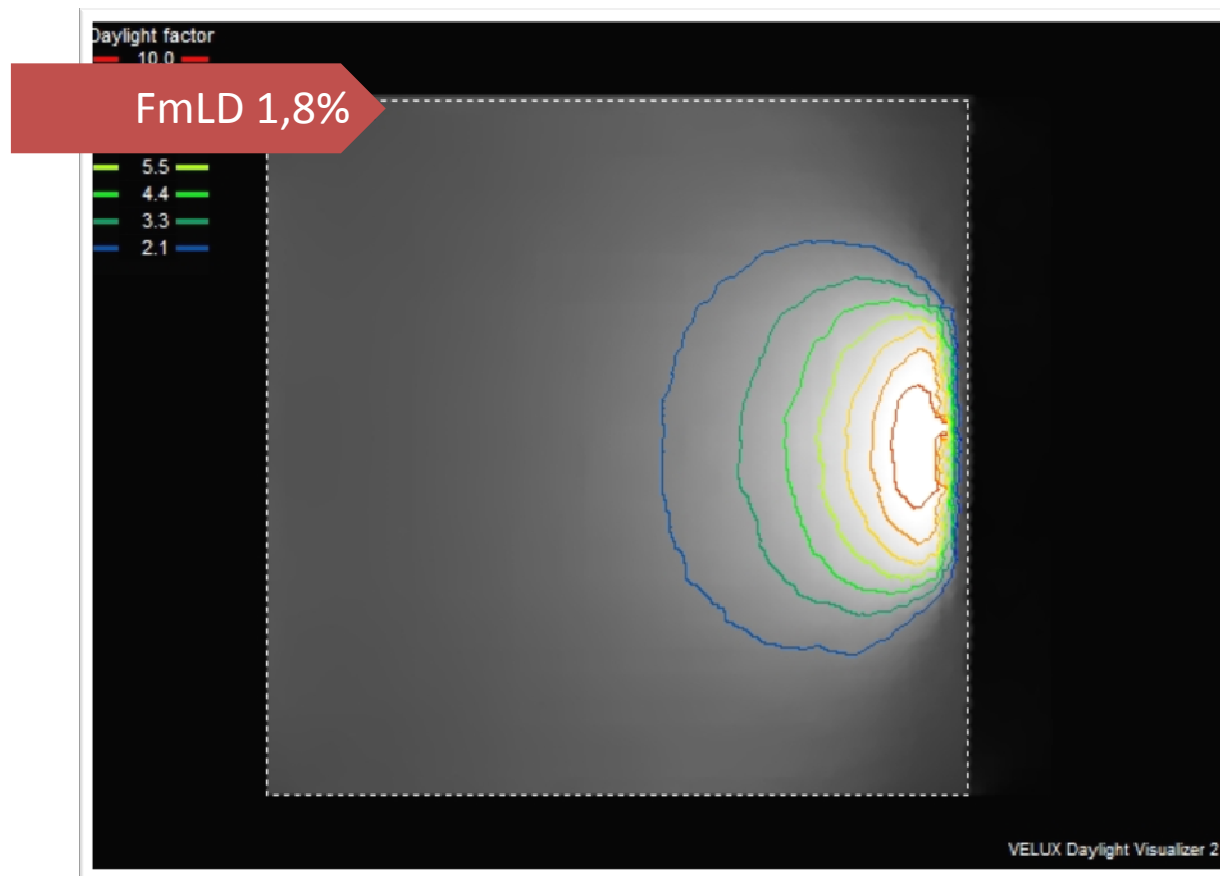 Daylight factor
10.0
FmLD 1,8%
5.5
4.4
3.3
2.1
VELUX Daylight Visualizer 2